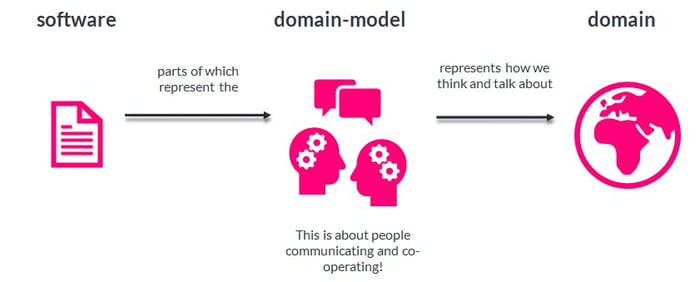 software
domain-model
domain
parts of which
represent the
represents how we
think and talk about
This is about people
communicating and co-
operating!